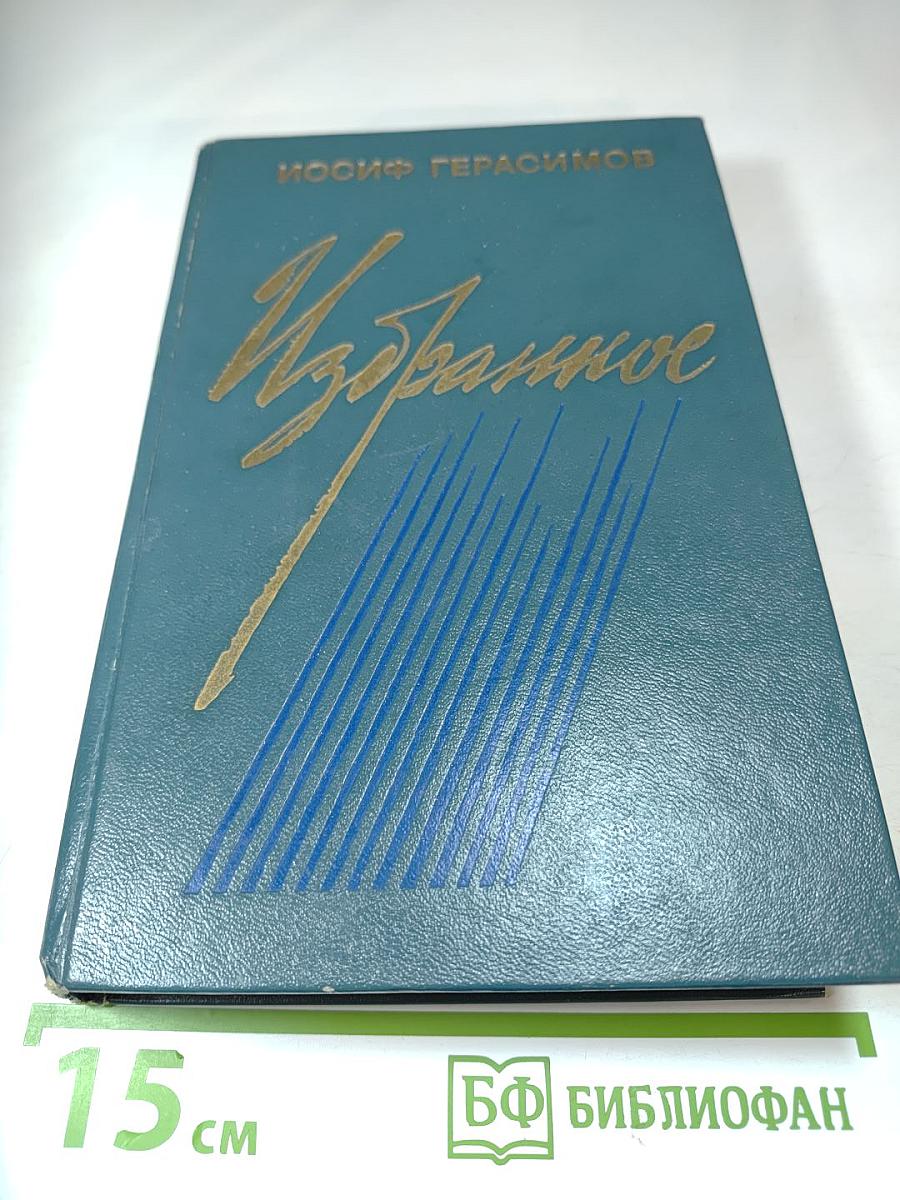 ИОСИФ ГЕРАСИМОВ
Избранное
15 см
БФ БИБЛИОФАН